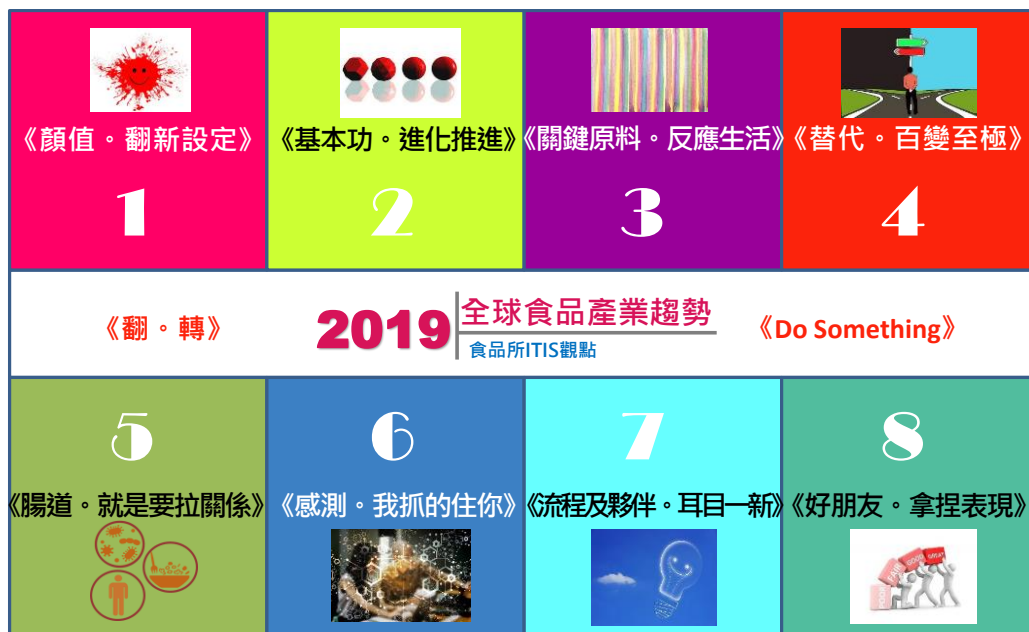 《顏值。翻新設定》
1
《基本功。進化推進》
2
《關鍵原料。反應生活》
3
《替代。百變至極》
4
《翻。轉》
2019
全球食品產業趨勢
食品所ITIS觀點
《Do Something》
5
《腸道。就是要拉關係》
6
《感測。我抓的住你》
7
《流程及夥伴。耳目一新》
8
《好朋友。拿捏表現》
POOR
FAIR
GOOD
GREAT